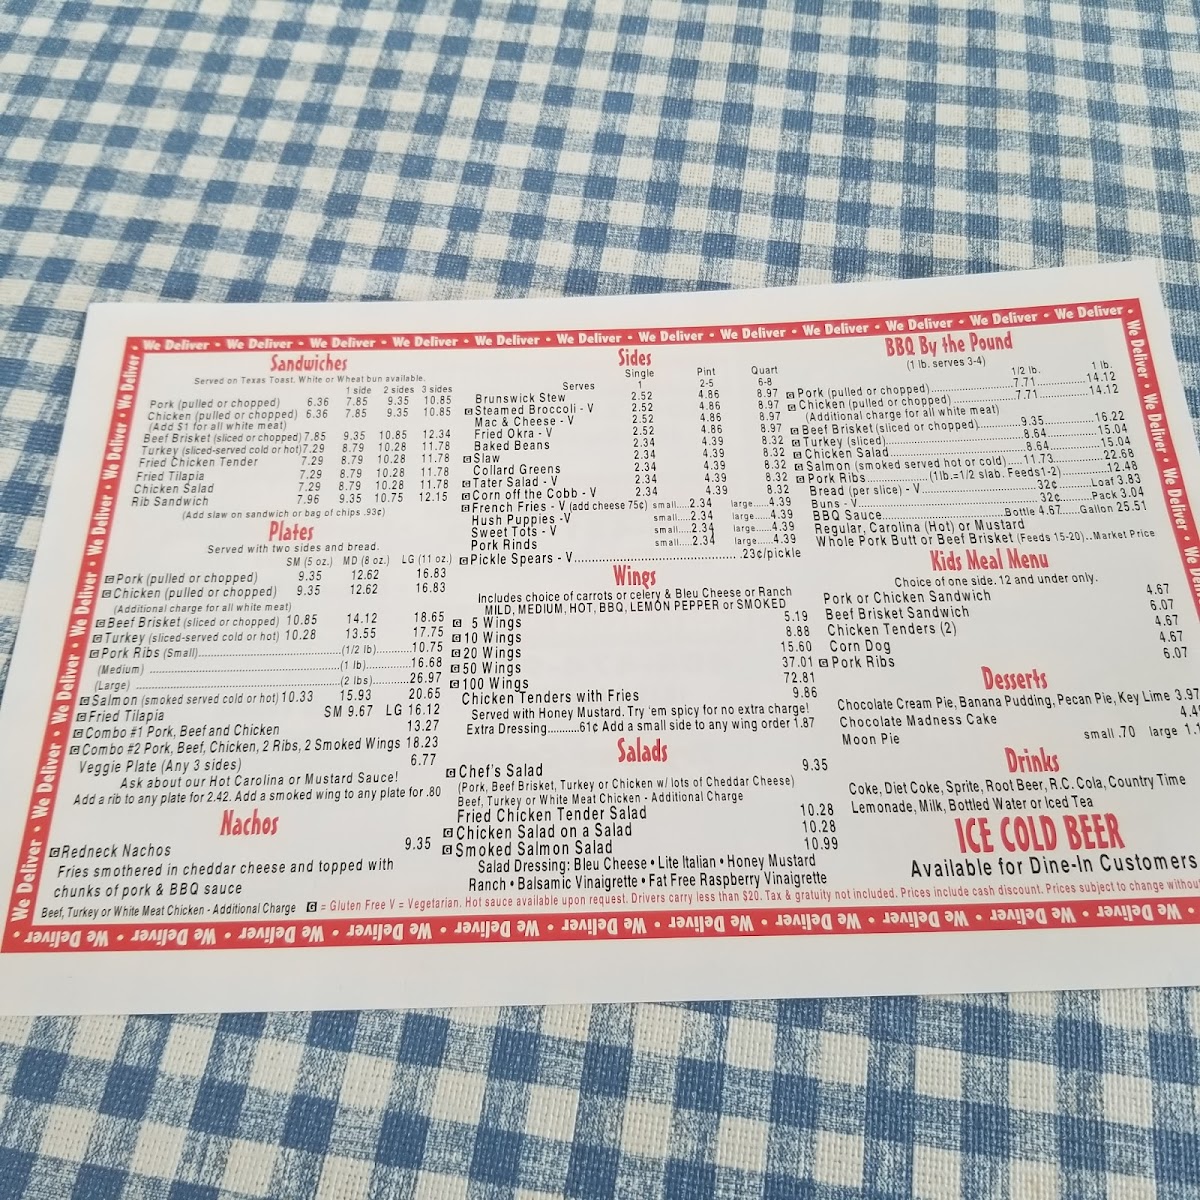 We Deliver • We Deliver • We Deliver • We Deliver • We Deliver • We Deliver • We Deliver • We Deliver • We Deliver • We Deliver • We Deliver • We Deliver
Sandwiches
Served on Texas Toast. White or Wheat bun available.
1 side 2 sides 3 sides
Pork (pulled or chopped) 6.36 7.85 9.35 10.85
Chicken (pulled or chopped) 6.36 7.85 9.35 10.85
(Add $1 for all white meat)
Beef Brisket (sliced or chopped) 7.85 9.35 10.85 12.34
Turkey (sliced-served cold or hot) 7.29 8.79 10.28 11.78
Fried Chicken Tender 7.29 8.79 10.28 11.78
Fried Tilapia 7.29 8.79 10.28 11.78
Chicken Salad 7.29 8.79 10.28 11.78
Rib Sandwich 7.96 9.35 10.75 12.15
(Add slaw on sandwich or bag of chips .93¢)
Plates
Served with two sides and bread.
SM (5 oz.) MD (8 oz.) LG (11 oz.)
G Pork (pulled or chopped) 9.35 12.62 16.83
G Chicken (pulled or chopped) 9.35 12.62 16.83
(Additional charge for all white meat)
G Beef Brisket (sliced or chopped) 10.85 14.12 18.65
G Turkey (sliced-served cold or hot) 10.28 13.55 17.75
G Pork Ribs (Small)..........(1/2 lb)..........10.75
(Medium) ..........(1 lb)..........16.68
(Large) ..........(2 lbs)..........26.97
G Salmon (smoked served cold or hot) 10.33 15.93 20.65
G Fried Tilapia SM 9.67 LG 16.12
G Combo #1 Pork, Beef and Chicken 13.27
G Combo #2 Pork, Beef, Chicken, 2 Ribs, 2 Smoked Wings 18.23
Veggie Plate (Any 3 sides) 6.77
Ask about our Hot Carolina or Mustard Sauce!
Add a rib to any plate for 2.42. Add a smoked wing to any plate for .80
Nachos
G Redneck Nachos 9.35
Fries smothered in cheddar cheese and topped with
chunks of pork & BBQ sauce
Beef, Turkey or White Meat Chicken - Additional Charge
Sides
Single Pint Quart
Serves 1 2-5 6-8
Brunswick Stew 2.52 4.86 8.97
G Steamed Broccoli - V 2.52 4.86 8.97
Mac & Cheese - V 2.52 4.86 8.97
Fried Okra - V 2.52 4.86 8.97
Baked Beans 2.34 4.39 8.32
G Slaw 2.34 4.39 8.32
Collard Greens 2.34 4.39 8.32
G Tater Salad - V 2.34 4.39 8.32
G Corn off the Cobb - V 2.34 4.39 8.32
G French Fries - V (add cheese 75¢) small....2.34 large....4.39
Hush Puppies -V small....2.34 large....4.39
Sweet Tots - V small....2.34 large....4.39
Pork Rinds small....2.34 large....4.39
G Pickle Spears - V..........23¢/pickle
Wings
Includes choice of carrots or celery & Bleu Cheese or Ranch
MILD, MEDIUM, HOT, BBQ, LEMON PEPPER or SMOKED
G 5 Wings 5.19
G 10 Wings 8.88
G 20 Wings 15.60
G 50 Wings 37.01
G 100 Wings 72.81
Chicken Tenders with Fries 9.86
Served with Honey Mustard. Try 'em spicy for no extra charge!
Extra Dressing..........61¢ Add a small side to any wing order 1.87
Salads
G Chef's Salad 9.35
(Pork, Beef Brisket, Turkey or Chicken w/ lots of Cheddar Cheese)
Beef, Turkey or White Meat Chicken - Additional Charge
Fried Chicken Tender Salad 10.28
G Chicken Salad on a Salad 10.28
G Smoked Salmon Salad 10.99
Salad Dressing: Bleu Cheese • Lite Italian • Honey Mustard
Ranch • Balsamic Vinaigrette • Fat Free Raspberry Vinaigrette
BBQ By the Pound
(1 lb. serves 3-4)
1/2 lb. 1 lb.
G Pork (pulled or chopped)..........7.71..........14.12
G Chicken (pulled or chopped)..........7.71..........14.12
(Additional charge for all white meat)
G Beef Brisket (sliced or chopped)..........9.35..........16.22
G Turkey (sliced)..........8.64..........15.04
G Chicken Salad..........8.64..........15.04
G Salmon (smoked served hot or cold)....11.73..........22.68
G Pork Ribs..........(1lb.=1/2 slab. Feeds1-2)..........12.48
Bread (per slice) - V..........32¢..........Loaf 3.83
Buns - V..........32¢..........Pack 3.04
BBQ Sauce..........Bottle 4.67......Gallon 25.51
Regular, Carolina (Hot) or Mustard
Whole Pork Butt or Beef Brisket (Feeds 15-20)..Market Price
Kids Meal Menu
Choice of one side. 12 and under only.
Pork or Chicken Sandwich 4.67
Beef Brisket Sandwich 6.07
Chicken Tenders (2) 4.67
Corn Dog 4.67
G Pork Ribs 6.07
Desserts
Chocolate Cream Pie, Banana Pudding, Pecan Pie, Key Lime 3.97
Chocolate Madness Cake
Moon Pie small .70 large
Drinks
Coke, Diet Coke, Sprite, Root Beer, R.C. Cola, Country Time
Lemonade, Milk, Bottled Water or Iced Tea
ICE COLD BEER
Available for Dine-In Customers
G = Gluten Free V = Vegetarian. Hot sauce available upon request. Drivers carry less than $20. Tax & gratuity not included. Prices include cash discount. Prices subject to change
We Deliver • We Deliver • We Deliver • We Deliver • We Deliver • We Deliver • We Deliver • We Deliver • We Deliver • We Deliver • We Deliver